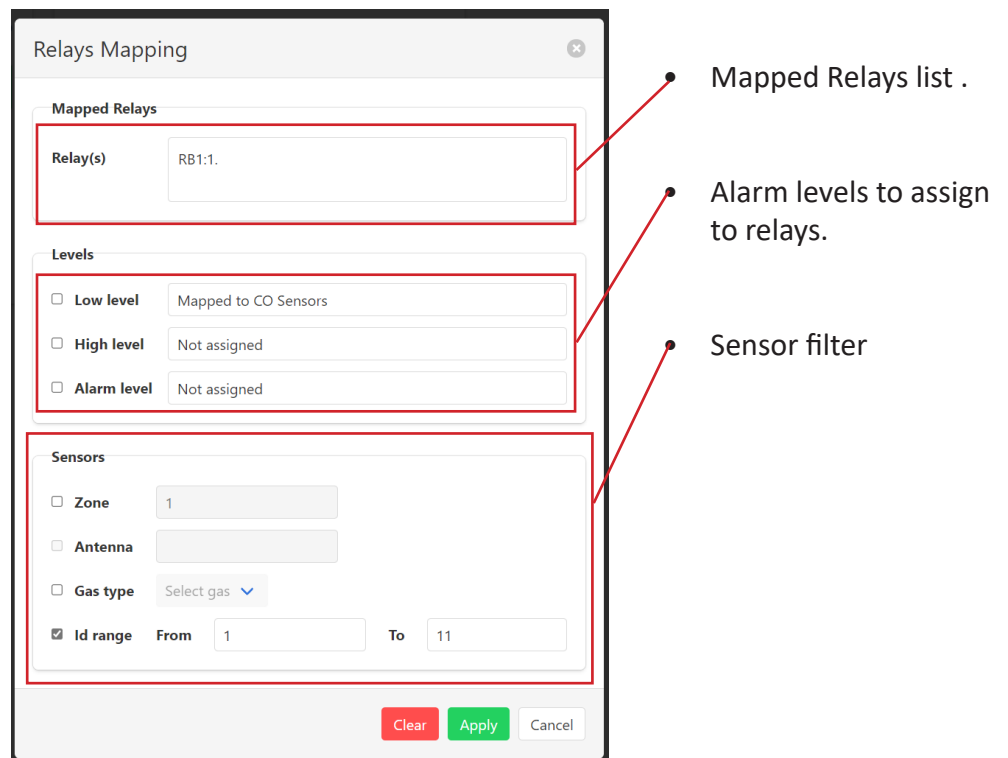 Relays Mapping
Mapped Relays
Relay(s) RB1:1.
Levels
Low level Mapped to CO Sensors
High level Not assigned
Alarm level Not assigned
Sensors
Zone 1
Antenna
Gas type Select gas
Id range From 1 To 11
Clear Apply Cancel
• Mapped Relays list .
• Alarm levels to assign
to relays.
• Sensor filter